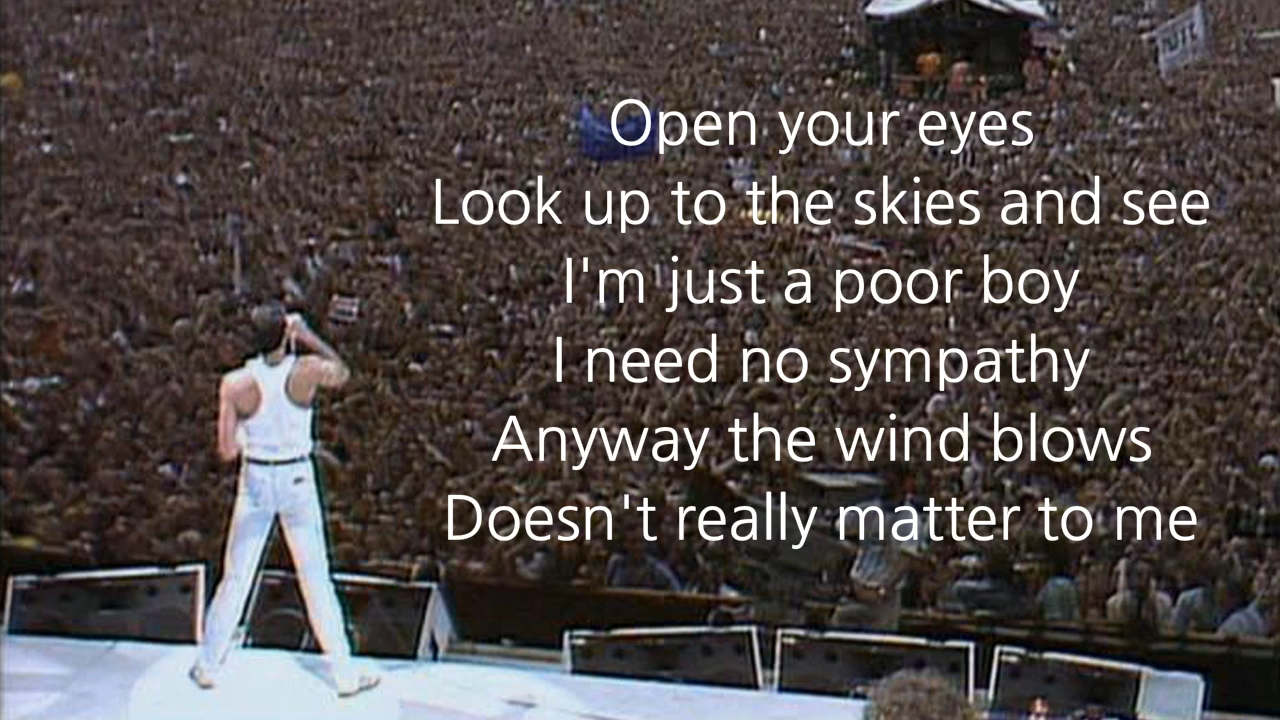 Open your eyes
Look up to the skies and see
I'm just a poor boy
I need no sympathy
Anyway the wind blows
Doesn't really matter to me